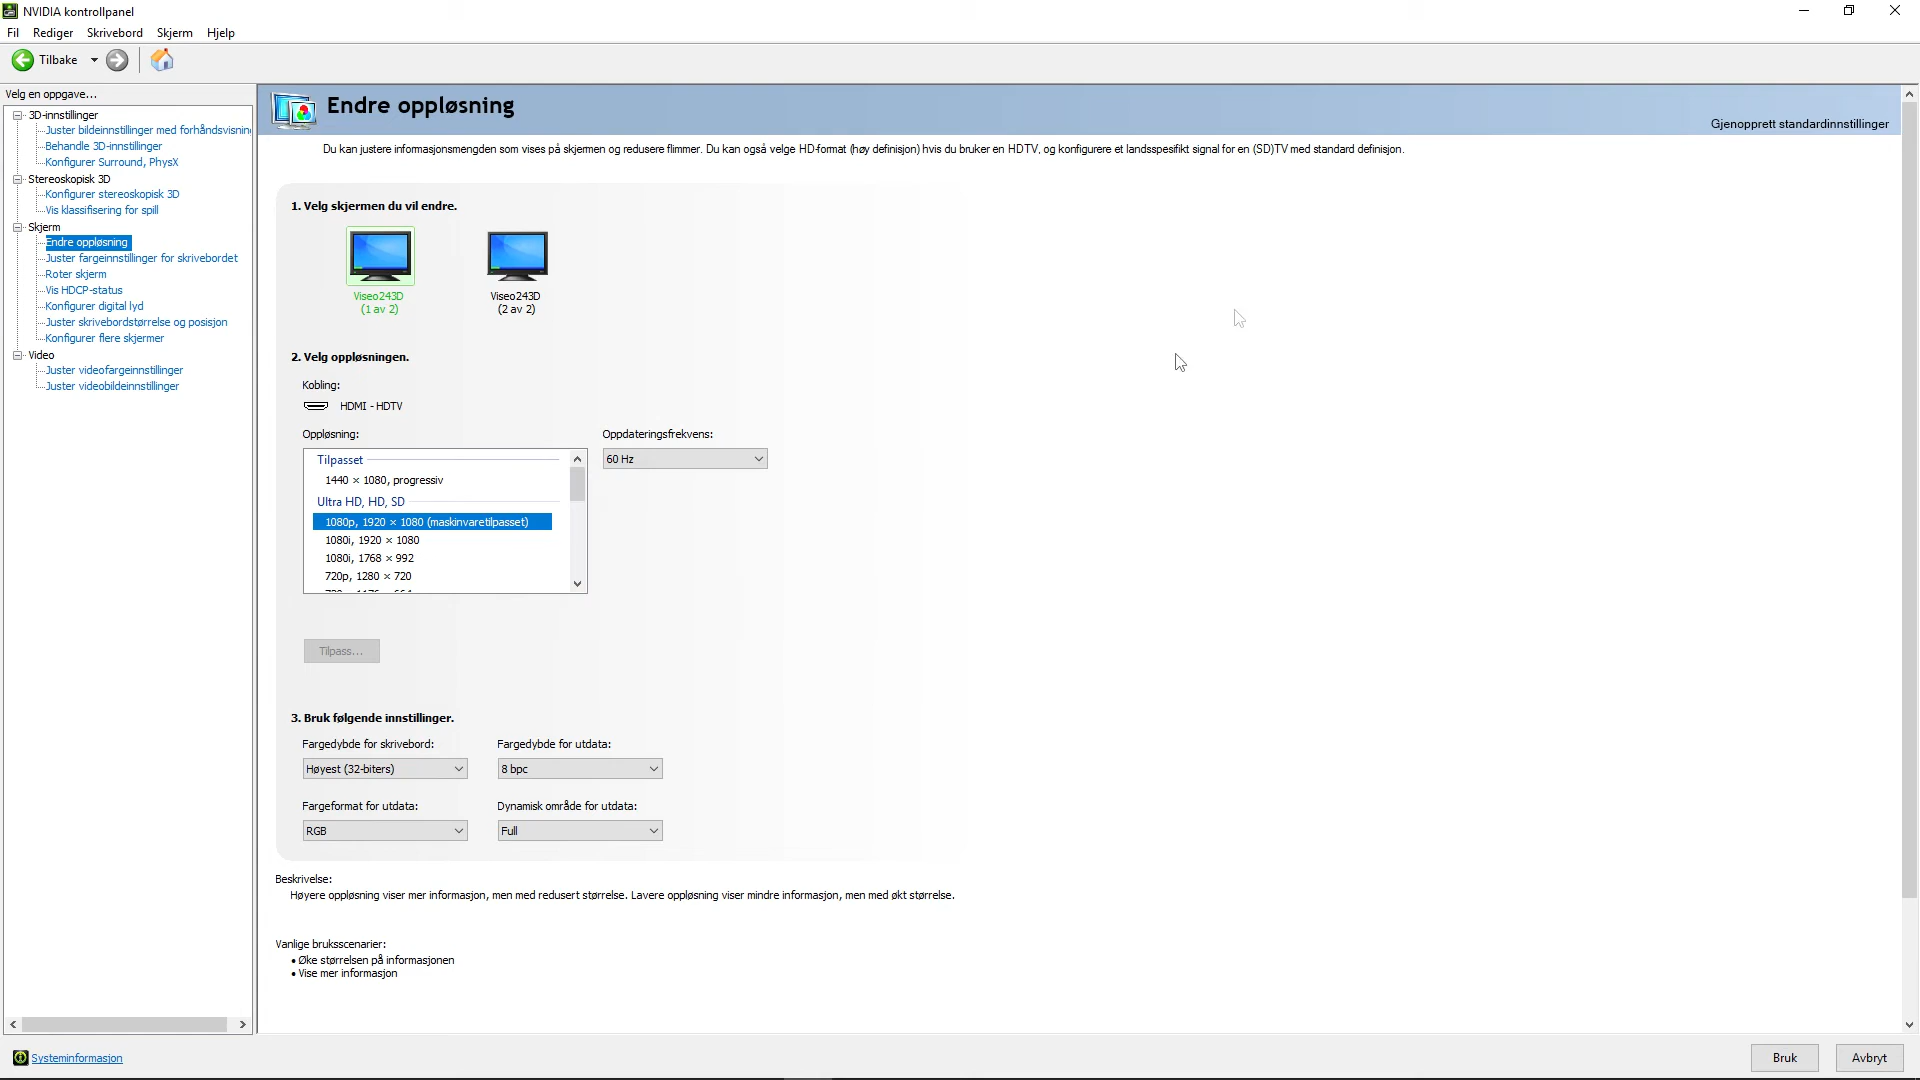 NVIDIA kontrollpanel
Fil Rediger Skrivebord Skjerm Hjelp
Tilbake
Velg en oppgave...
3D-innstillinger
Juster bildeinnstillinger med forhåndsvisning
Behandle 3D-innstillinger
Konfigurer Surround, PhysX
Stereoskopisk 3D
Konfigurer stereoskopisk 3D
Vis klassifisering for spill
Skjerm
Endre oppløsning
Juster fargeinnstillinger for skrivebordet
Roter skjerm
Vis HDCP-status
Konfigurer digital lyd
Juster skrivebordstørrelse og posisjon
Konfigurer flere skjermer
Video
Juster videofargeinnstillinger
Juster videobildeinnstillinger
Systeminformasjon
Endre oppløsning
Gjenopprett standardinnstillinger
Du kan justere informasjonsmengden som vises på skjermen og redusere flimmer. Du kan også velge HD-format (høy definisjon) hvis du bruker en HDTV, og konfigurere et landsspesifikt signal for en (SD)TV med standard definisjon.
1. Velg skjermen du vil endre.
Viseo243D
(1 av 2)
Viseo243D
(2 av 2)
2. Velg oppløsningen.
Kobling:
HDMI - HDTV
Oppløsning:
Oppdateringsfrekvens:
60 Hz
Tilpasset
1440 × 1080, progressiv
Ultra HD, HD, SD
1080p, 1920 × 1080 (maskinvaretilpasset)
1080i, 1920 × 1080
1080i, 1768 × 992
720p, 1280 × 720
Tilpass...
3. Bruk følgende innstillinger.
Fargedybde for skrivebord:
Fargedybde for utdata:
Høyest (32-biters)
8 bpc
Fargeformat for utdata:
Dynamisk område for utdata:
RGB
Full
Beskrivelse:
Høyere oppløsning viser mer informasjon, men med redusert størrelse. Lavere oppløsning viser mindre informasjon, men med økt størrelse.
Vanlige bruksscenarier:
• Øke størrelsen på informasjonen
• Vise mer informasjon
Bruk
Avbryt